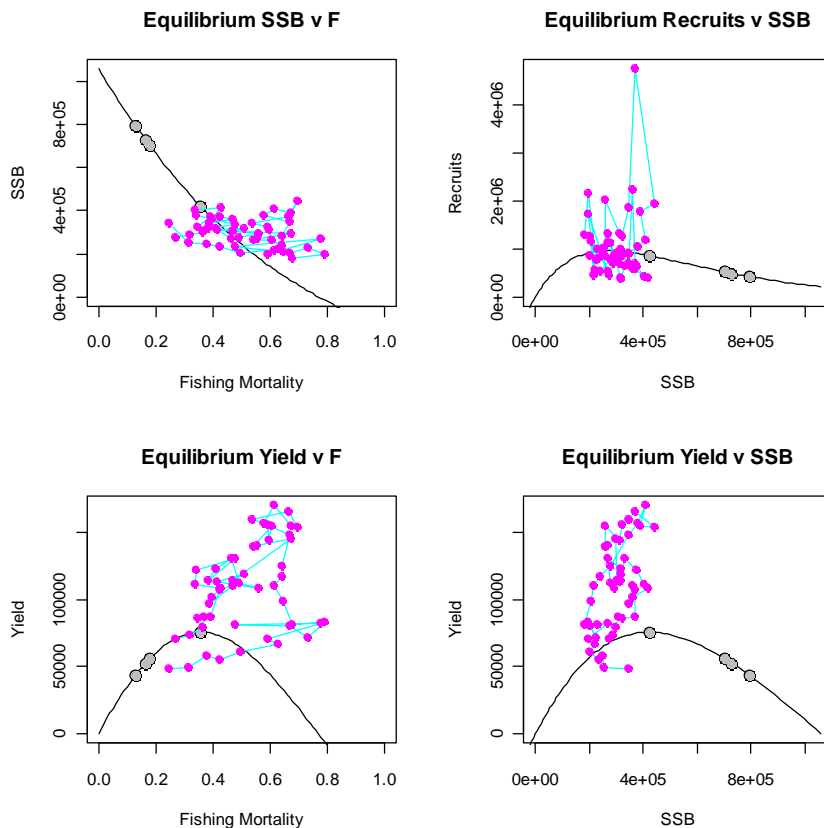 Equilibrium SSB v F
SSB
0e+00
4e+05
8e+05
0.0 0.2 0.4 0.6 0.8 1.0
Fishing Mortality
Equilibrium Recruits v SSB
Recruits
0e+00
2e+06
4e+06
0e+00 4e+05 8e+05
SSB
Equilibrium Yield v F
Yield
0
50000
100000
0.0 0.2 0.4 0.6 0.8 1.0
Fishing Mortality
Equilibrium Yield v SSB
Yield
0
50000
100000
0e+00 4e+05 8e+05
SSB